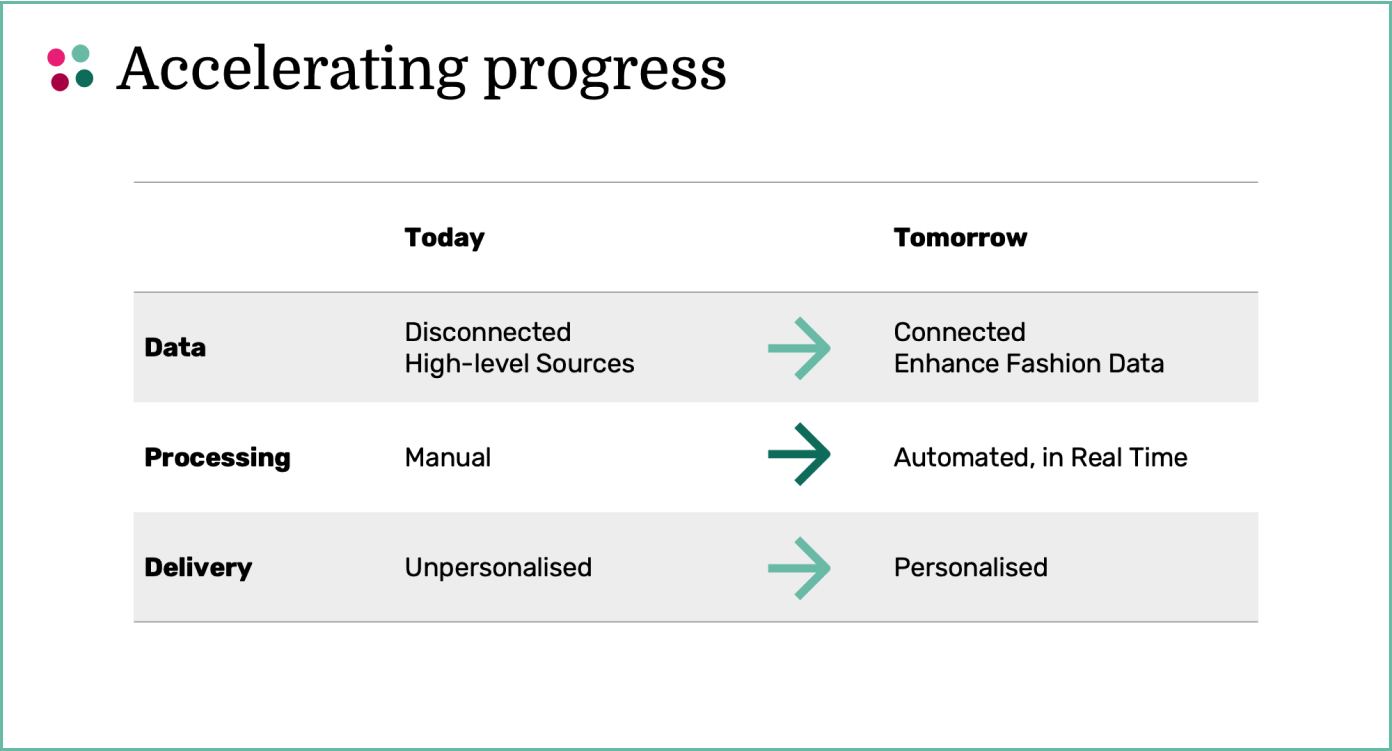 Accelerating progress
Today
Tomorrow
Data
Disconnected
High-level Sources
Connected
Enhance Fashion Data
Processing
Manual
Automated, in Real Time
Delivery
Unpersonalised
Personalised